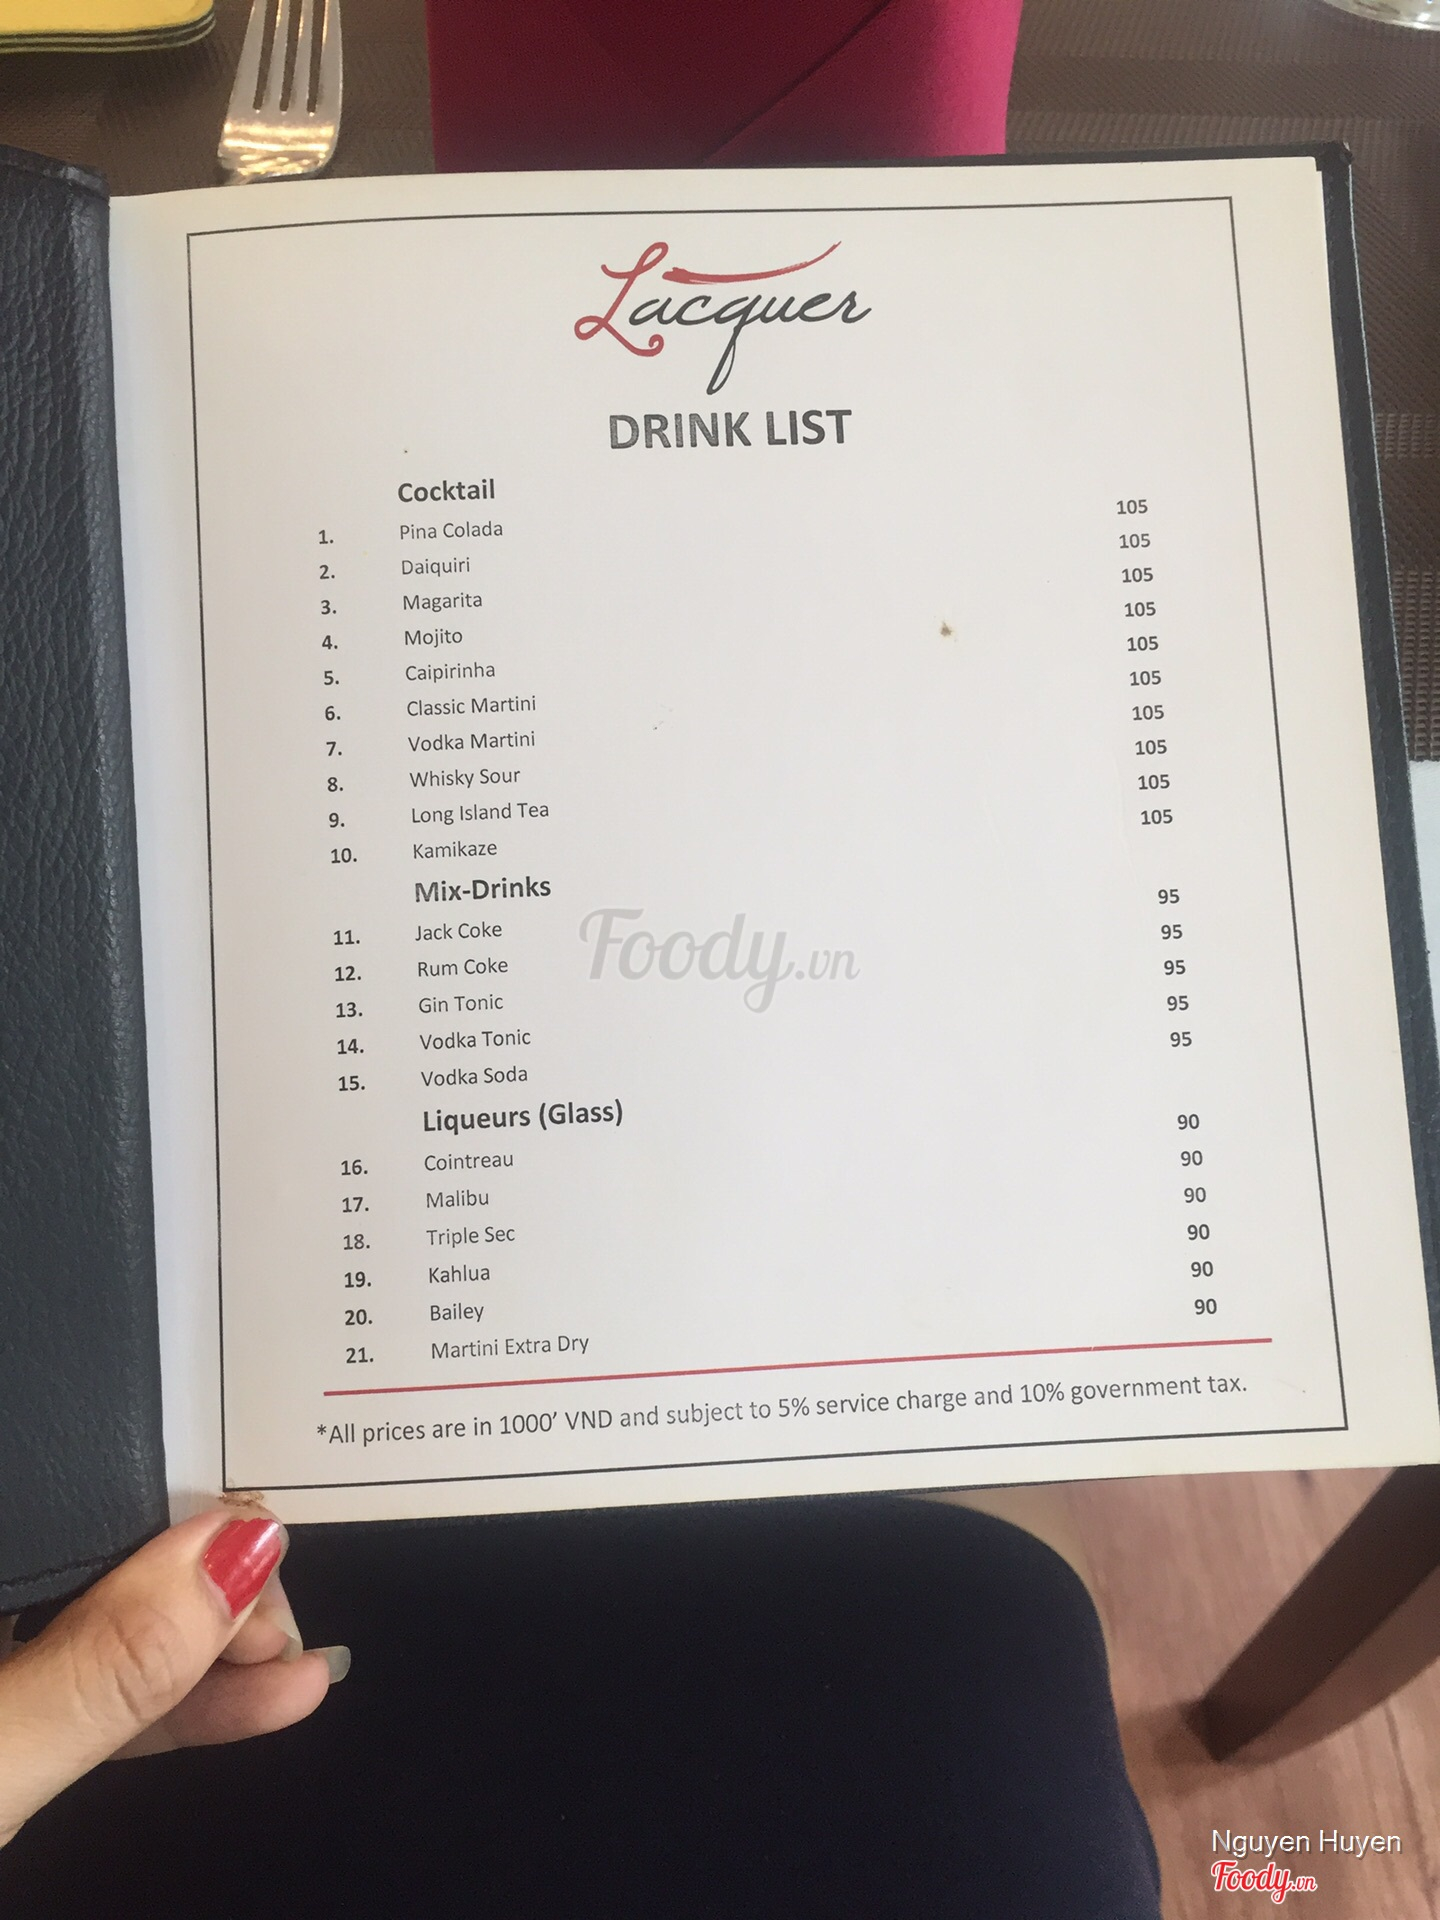 Lacquer
DRINK LIST
Cocktail
1. Pina Colada 105
2. Daiquiri 105
3. Magarita 105
4. Mojito 105
5. Caipirinha 105
6. Classic Martini 105
7. Vodka Martini 105
8. Whisky Sour 105
9. Long Island Tea 105
10. Kamikaze 105
Mix-Drinks
11. Jack Coke 95
12. Rum Coke 95
13. Gin Tonic 95
14. Vodka Tonic 95
15. Vodka Soda 95
Liqueurs (Glass)
16. Cointreau 90
17. Malibu 90
18. Triple Sec 90
19. Kahlua 90
20. Bailey 90
21. Martini Extra Dry 90
*All prices are in 1000’ VND and subject to 5% service charge and 10% government tax.
Foody.vn
Nguyen Huyen
Foody.vn